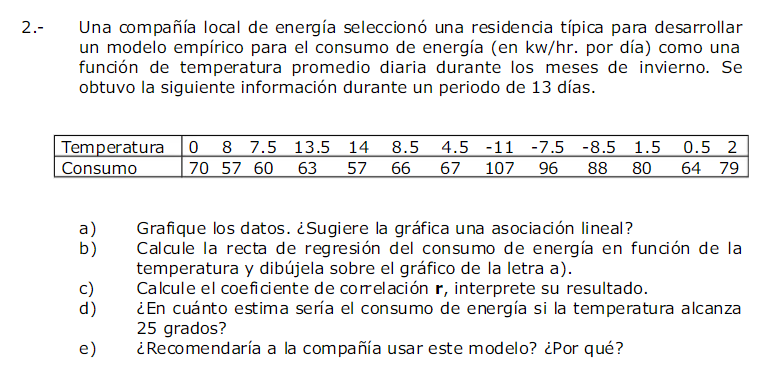 2.- Una compañía local de energía seleccionó una residencia típica para desarrollar
un modelo empírico para el consumo de energía (en kw/hr. por día) como una
función de temperatura promedio diaria durante los meses de invierno. Se
obtuvo la siguiente información durante un periodo de 13 días.
Temperatura 0 8 7.5 13.5 14 8.5 4.5 -11 -7.5 -8.5 1.5 0.5 2
Consumo 70 57 60 63 57 66 67 107 96 88 80 64 79
a) Grafique los datos. ¿Sugiere la gráfica una asociación lineal?
b) Calcule la recta de regresión del consumo de energía en función de la
temperatura y dibújela sobre el gráfico de la letra a).
c) Calcule el coeficiente de correlación r, interprete su resultado.
d) ¿En cuánto estima sería el consumo de energía si la temperatura alcanza
25 grados?
e) ¿Recomendaría a la compañía usar este modelo? ¿Por qué?